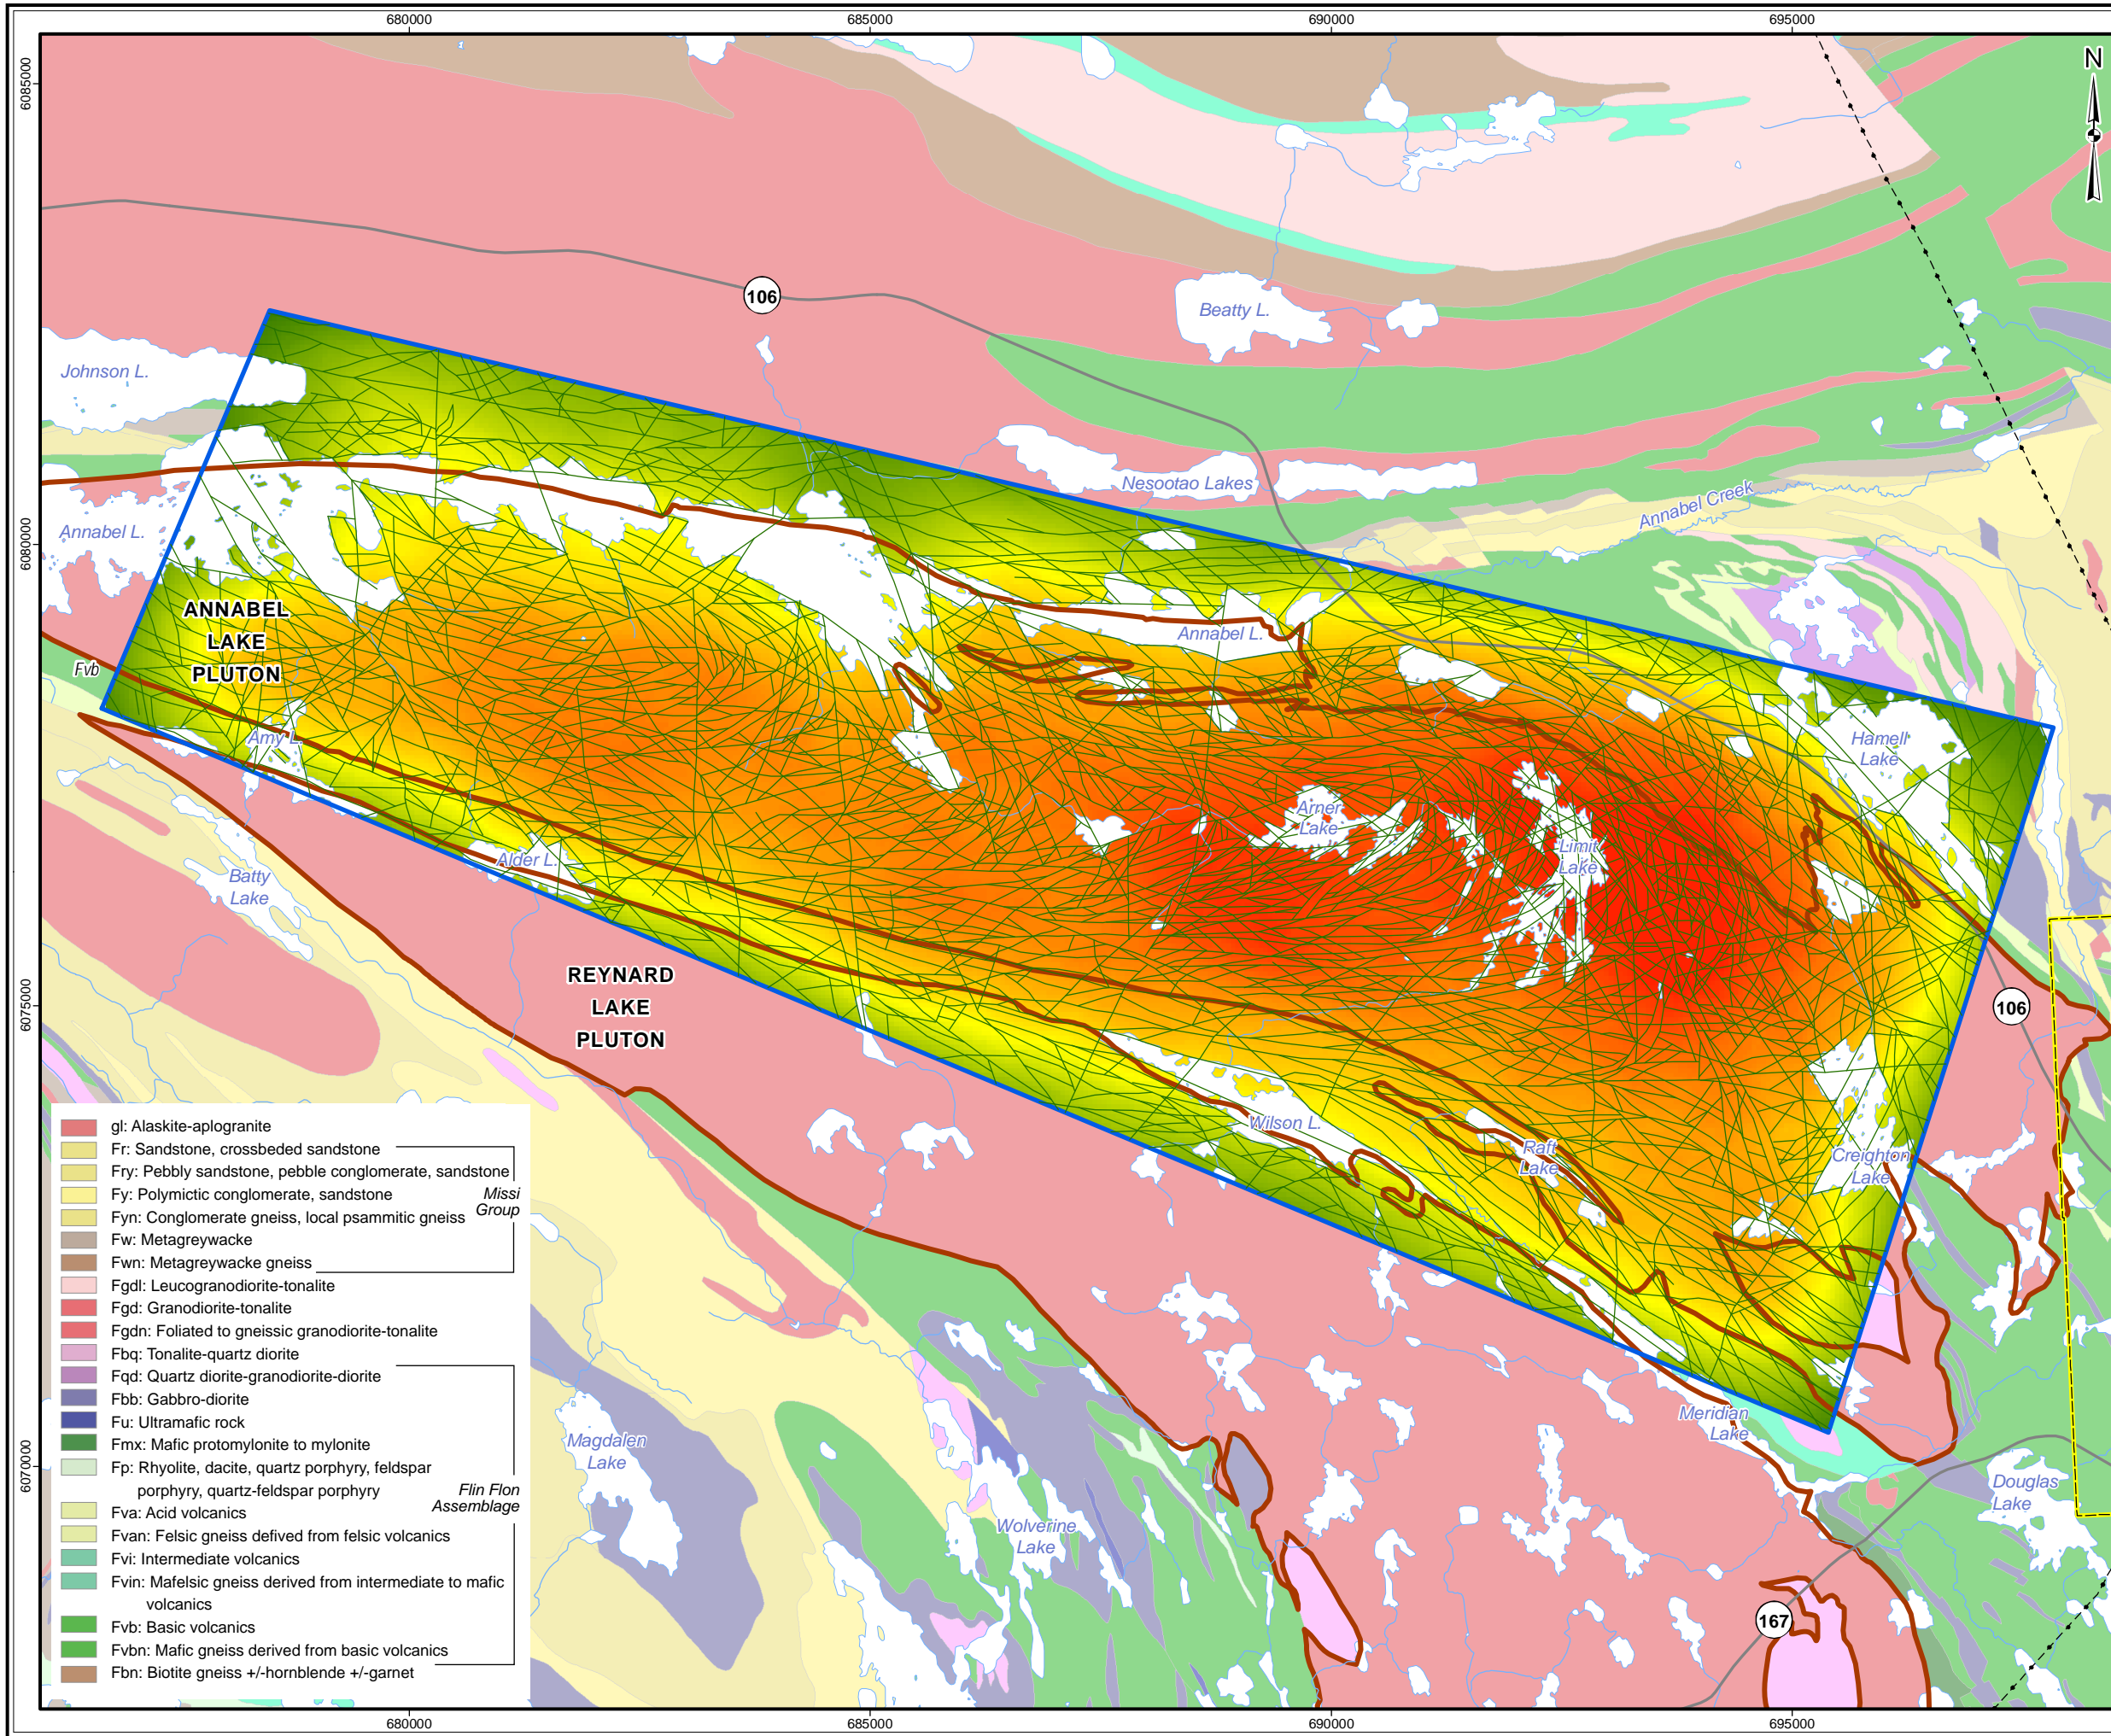 680000
685000
690000
695000
6085000
N
106
Beatty L.
Johnson L.
Nesootao Lakes
Annabel Creek
6080000
Annabel L.
ANNABEL
LAKE
PLUTON
Annabel L.
Fvb
Amy L.
Hamell
Lake
Arner
Lake
Limit
Lake
Alder L.
Batty
Lake
REYNARD
LAKE
PLUTON
6075000
106
Wilson L.
Raft
Lake
Creighton
Lake
gl: Alaskite-aplogranite
Fr: Sandstone, crossbeded sandstone
Fry: Pebbly sandstone, pebble conglomerate, sandstone
Fy: Polymictic conglomerate, sandstone
Missi
Group
Fyn: Conglomerate gneiss, local psammitic gneiss
Fw: Metagreywacke
Fwn: Metagreywacke gneiss
Fgdl: Leucogranodiorite-tonalite
Fgd: Granodiorite-tonalite
Fgdn: Foliated to gneissic granodiorite-tonalite
Fbq: Tonalite-quartz diorite
Fqd: Quartz diorite-granodiorite-diorite
Fbb: Gabbro-diorite
Fu: Ultramafic rock
Fmx: Mafic protomylonite to mylonite
Fp: Rhyolite, dacite, quartz porphyry, feldspar
porphyry, quartz-feldspar porphyry
Flin Flon
Assemblage
Fva: Acid volcanics
Fvan: Felsic gneiss defived from felsic volcanics
Fvi: Intermediate volcanics
Fvin: Mafelsic gneiss derived from intermediate to mafic
volcanics
Fvb: Basic volcanics
Fvbn: Mafic gneiss derived from basic volcanics
Fbn: Biotite gneiss +/-hornblende +/-garnet
Meridian
Lake
Magdalen
Lake
6070000
Douglas
Lake
Wolverine
Lake
167
680000
685000
690000
695000